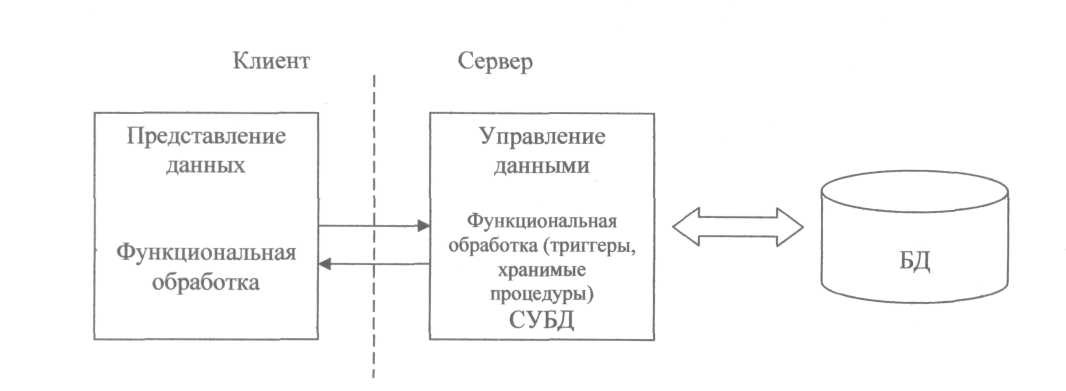 Клиент
Сервер
Представление
данных
Функциональная
обработка
Управление
данными
Функциональная
обработка (триггеры,
хранимые
процедуры)
СУБД
БД